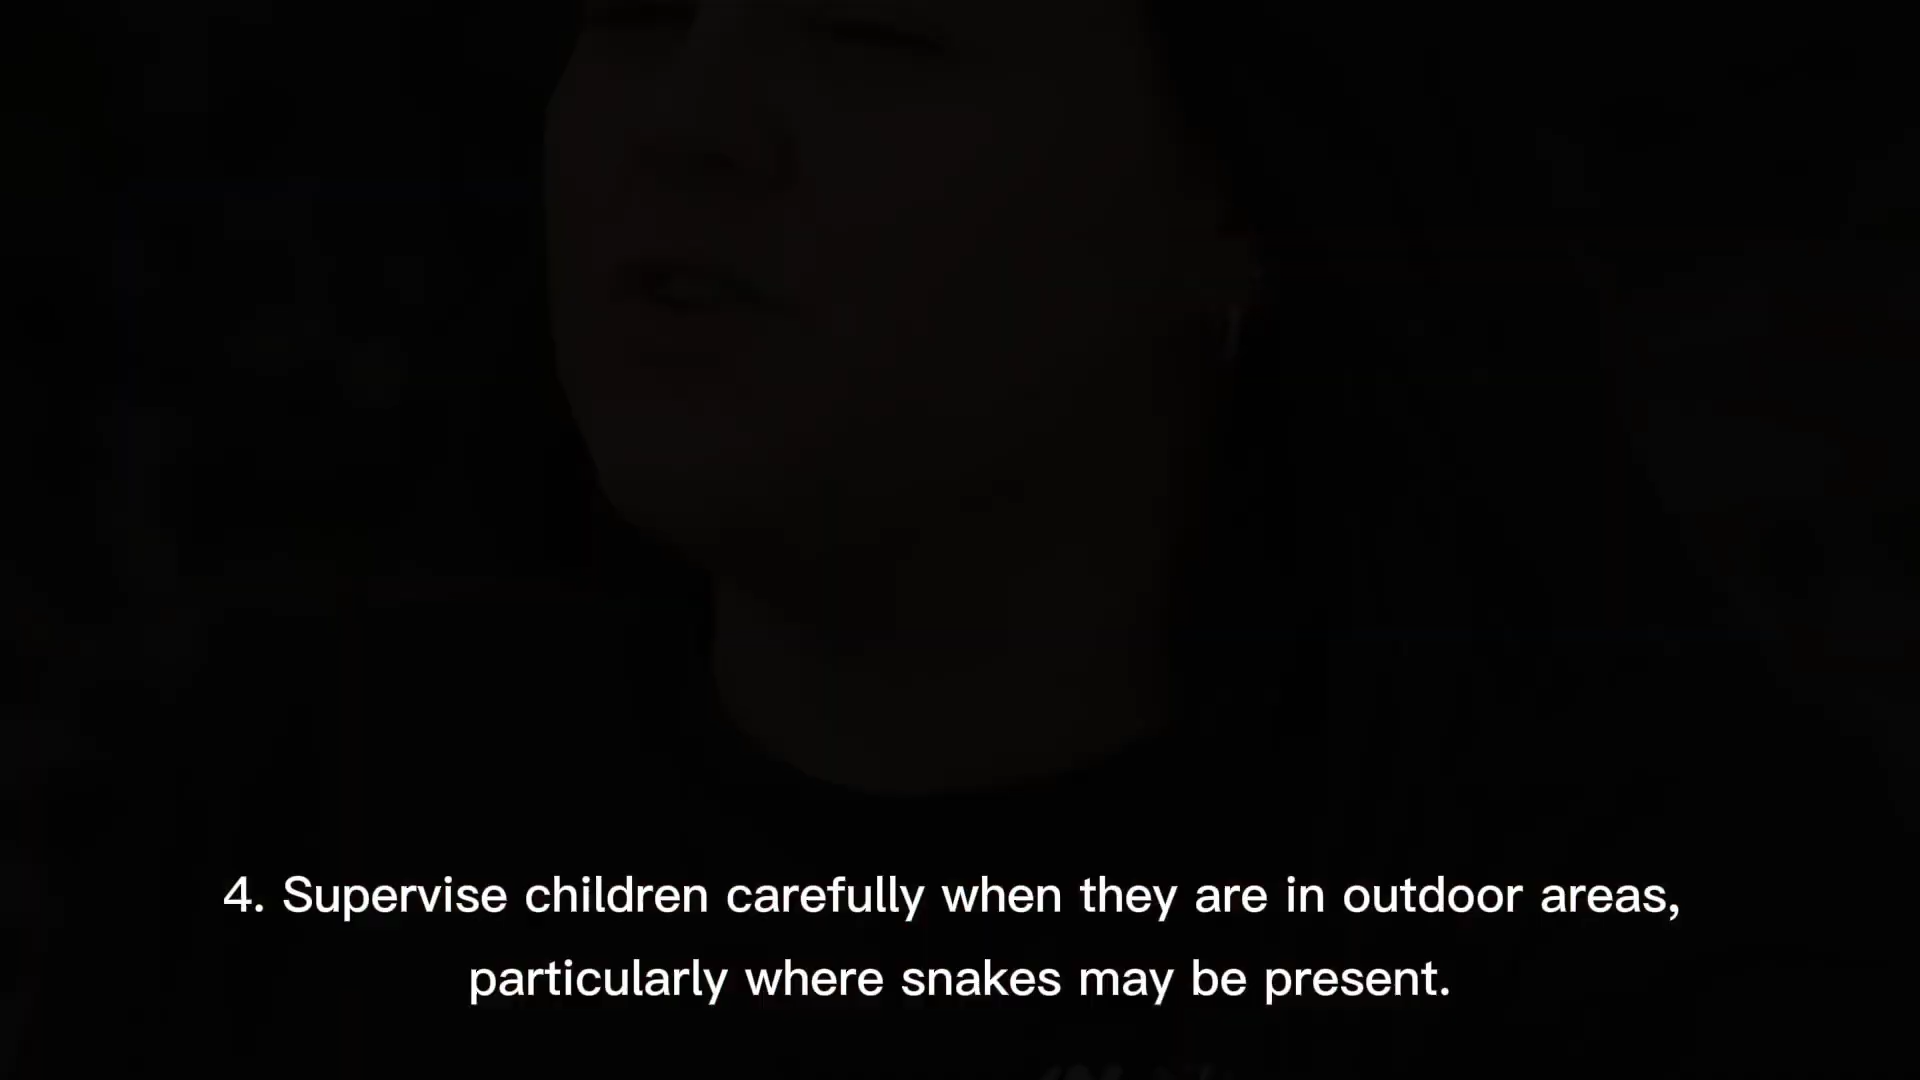 4. Supervise children carefully when they are in outdoor areas,
particularly where snakes may be present.